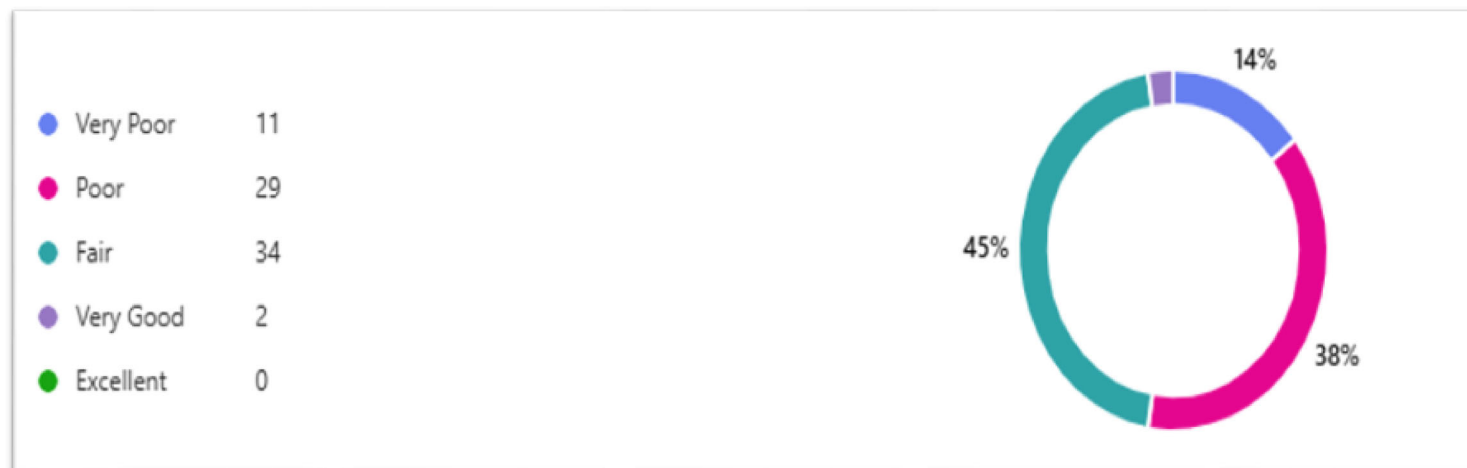 14%
Very Poor 11
Poor 29
Fair 34
45%
Very Good 2
38%
Excellent 0